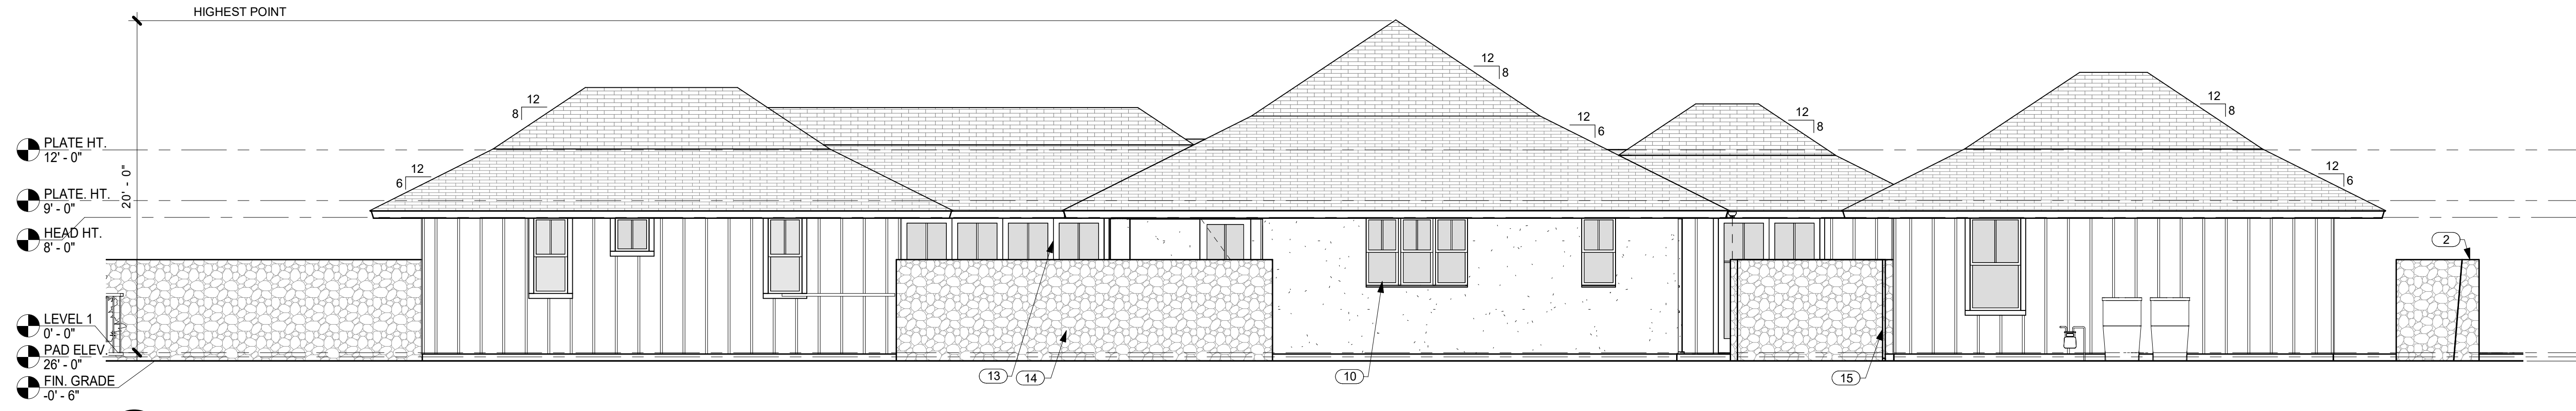 HIGHEST POINT
12
8
12
8
12
6
12
8
12
8
12
6
12
6
PLATE HT.
12' - 0"
PLATE. HT.
9' - 0"
20' - 0"
HEAD HT.
8' - 0"
2
LEVEL 1
0' - 0"
PAD ELEV.
26' - 0"
FIN. GRADE
-0' - 6"
13
14
10
15